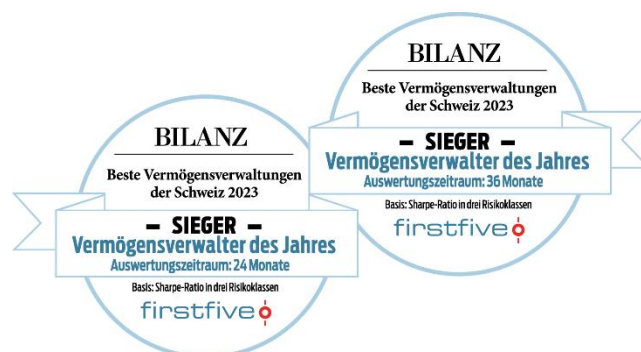 BILANZ
Beste Vermögensverwaltungen
der Schweiz 2023
– SIEGER –
Vermögensverwalter des Jahres
Auswertungszeitraum: 24 Monate
Basis: Sharpe-Ratio in drei Risikoklassen
firstfive
BILANZ
Beste Vermögensverwaltungen
der Schweiz 2023
– SIEGER –
Vermögensverwalter des Jahres
Auswertungszeitraum: 36 Monate
Basis: Sharpe-Ratio in drei Risikoklassen
firstfive